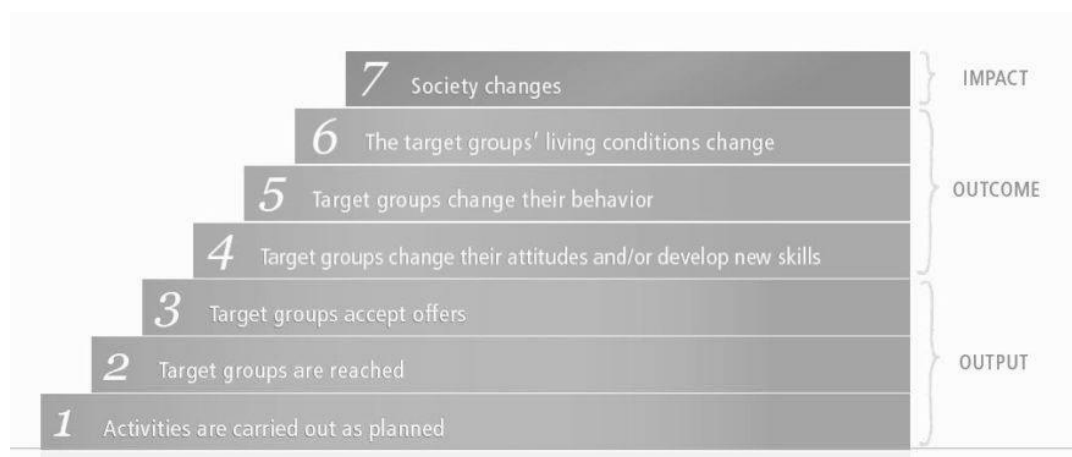 7 Society changes
IMPACT
6 The target groups' living conditions change
5 Target groups change their behavior
OUTCOME
4 Target groups change their attitudes and/or develop new skills
3 Target groups accept offers
2 Target groups are reached
OUTPUT
1 Activities are carried out as planned